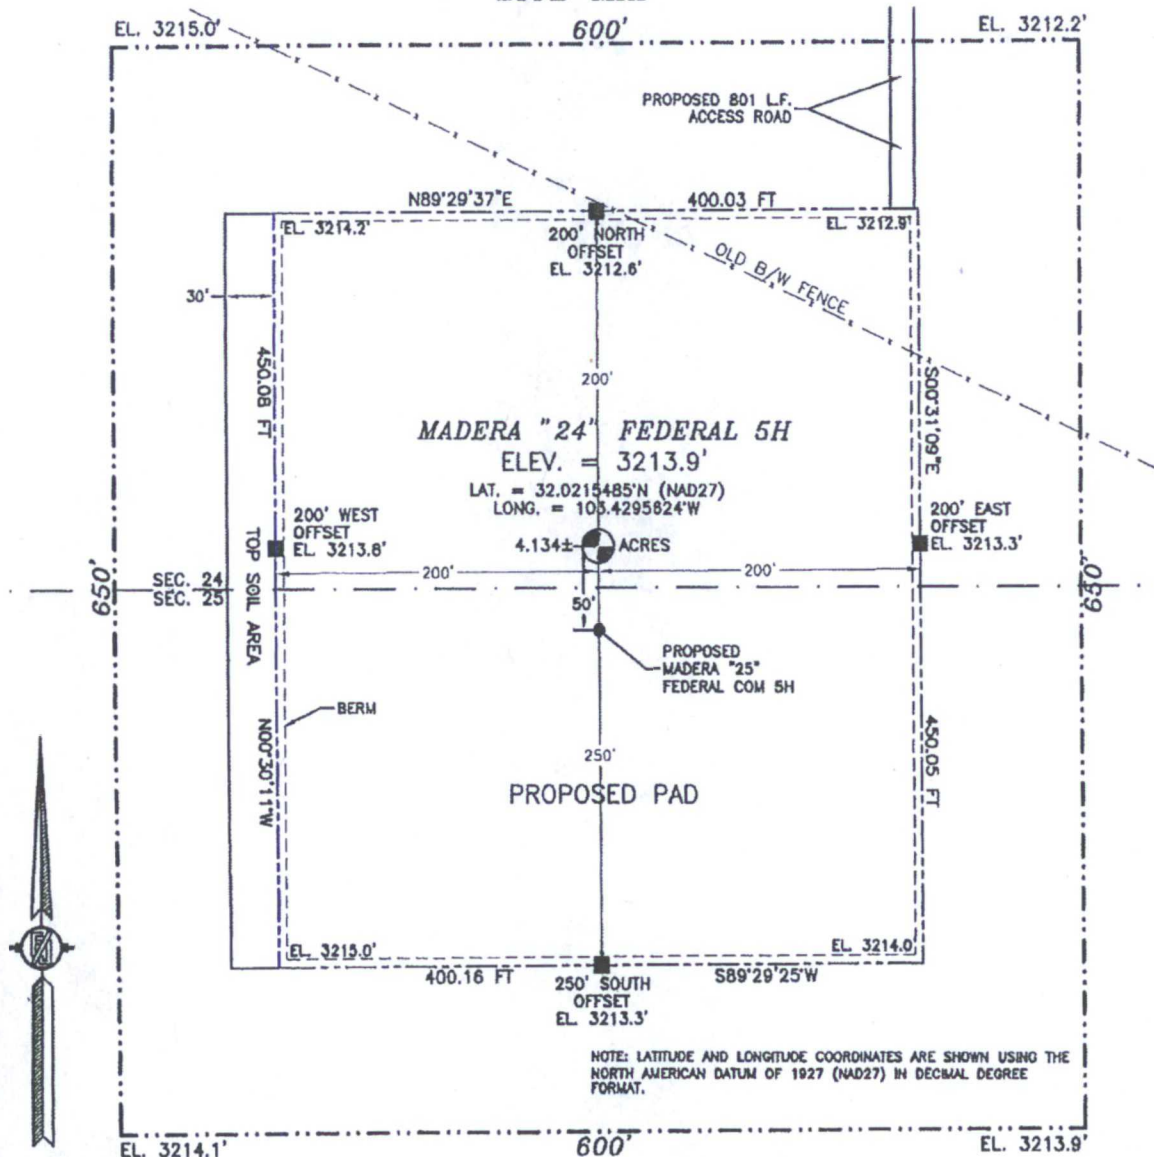 EL. 3215.0'
600'
EL. 3212.2'
PROPOSED 801 L.F.
ACCESS ROAD
N89°29'37"E
400.03 FT
EL. 3214.2'
EL. 3212.9'
200' NORTH
OFFSET
EL. 3212.6'
OLD B/W FENCE
30'
450.08 FT
200'
S00°31'09"E
MADERA "24" FEDERAL 5H
ELEV. = 3213.9'
LAT. = 32.0215485°N (NAD27)
LONG. = 103.4295824°W
200' WEST
OFFSET
EL. 3213.8'
4.134± ACRES
200' EAST
OFFSET
EL. 3213.3'
200'
200'
650'
SEC. 24
SEC. 25
TOP SOIL AREA
50'
650'
PROPOSED
MADERA "25"
FEDERAL COM 5H
BERM
N00°30'11"W
250'
450.05 FT
PROPOSED PAD
EL. 3215.0'
EL. 3214.0
400.16 FT
S89°29'25"W
250' SOUTH
OFFSET
EL. 3213.3'
NOTE: LATITUDE AND LONGITUDE COORDINATES ARE SHOWN USING THE
NORTH AMERICAN DATUM OF 1927 (NAD27) IN DECIMAL DEGREE
FORMAT.
EL. 3214.1'
600'
EL. 3213.9'